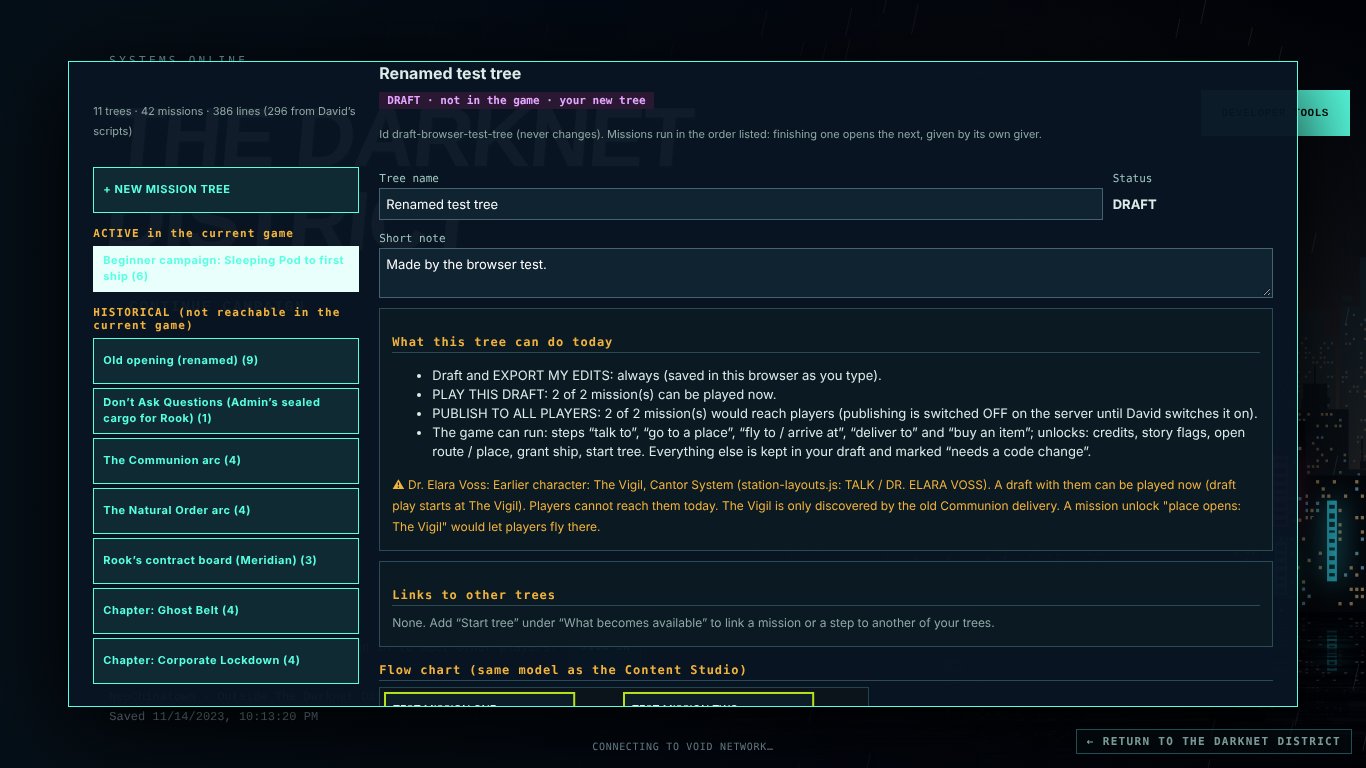 SYSTEMS ONLINE
THE DARKNET
DISTRICT
TOOLS
11 trees · 42 missions · 386 lines (296 from David’s
scripts)
+ NEW MISSION TREE
ACTIVE in the current game
Beginner campaign: Sleeping Pod to first
ship (6)
HISTORICAL (not reachable in the
current game)
Old opening (renamed) (9)
Don’t Ask Questions (Admin’s sealed
cargo for Rook) (1)
The Communion arc (4)
The Natural Order arc (4)
Rook’s contract board (Meridian) (3)
Chapter: Ghost Belt (4)
Chapter: Corporate Lockdown (4)
Renamed test tree
DRAFT · not in the game · your new tree
Id draft-browser-test-tree (never changes). Missions run in the order listed: finishing one opens the next, given by its own giver.
Tree name
Status
Renamed test tree
DRAFT
Short note
Made by the browser test.
What this tree can do today
• Draft and EXPORT MY EDITS: always (saved in this browser as you type).
• PLAY THIS DRAFT: 2 of 2 mission(s) can be played now.
• PUBLISH TO ALL PLAYERS: 2 of 2 mission(s) would reach players (publishing is switched OFF on the server until David switches it on).
• The game can run: steps “talk to”, “go to a place”, “fly to / arrive at”, “deliver to” and “buy an item”; unlocks: credits, story flags, open
route / place, grant ship, start tree. Everything else is kept in your draft and marked “needs a code change”.
⚠ Dr. Elara Voss: Earlier character: The Vigil, Cantor System (station-layouts.js: TALK / DR. ELARA VOSS). A draft with them can be played now (draft
play starts at The Vigil). Players cannot reach them today. The Vigil is only discovered by the old Communion delivery. A mission unlock "place opens:
The Vigil" would let players fly there.
Links to other trees
None. Add “Start tree” under “What becomes available” to link a mission or a step to another of your trees.
Flow chart (same model as the Content Studio)
TEST MISSION ONE
TEST MISSION TWO
Saved 11/14/2023, 10:13:20 PM
CONNECTING TO VOID NETWORK…
← RETURN TO THE DARKNET DISTRICT